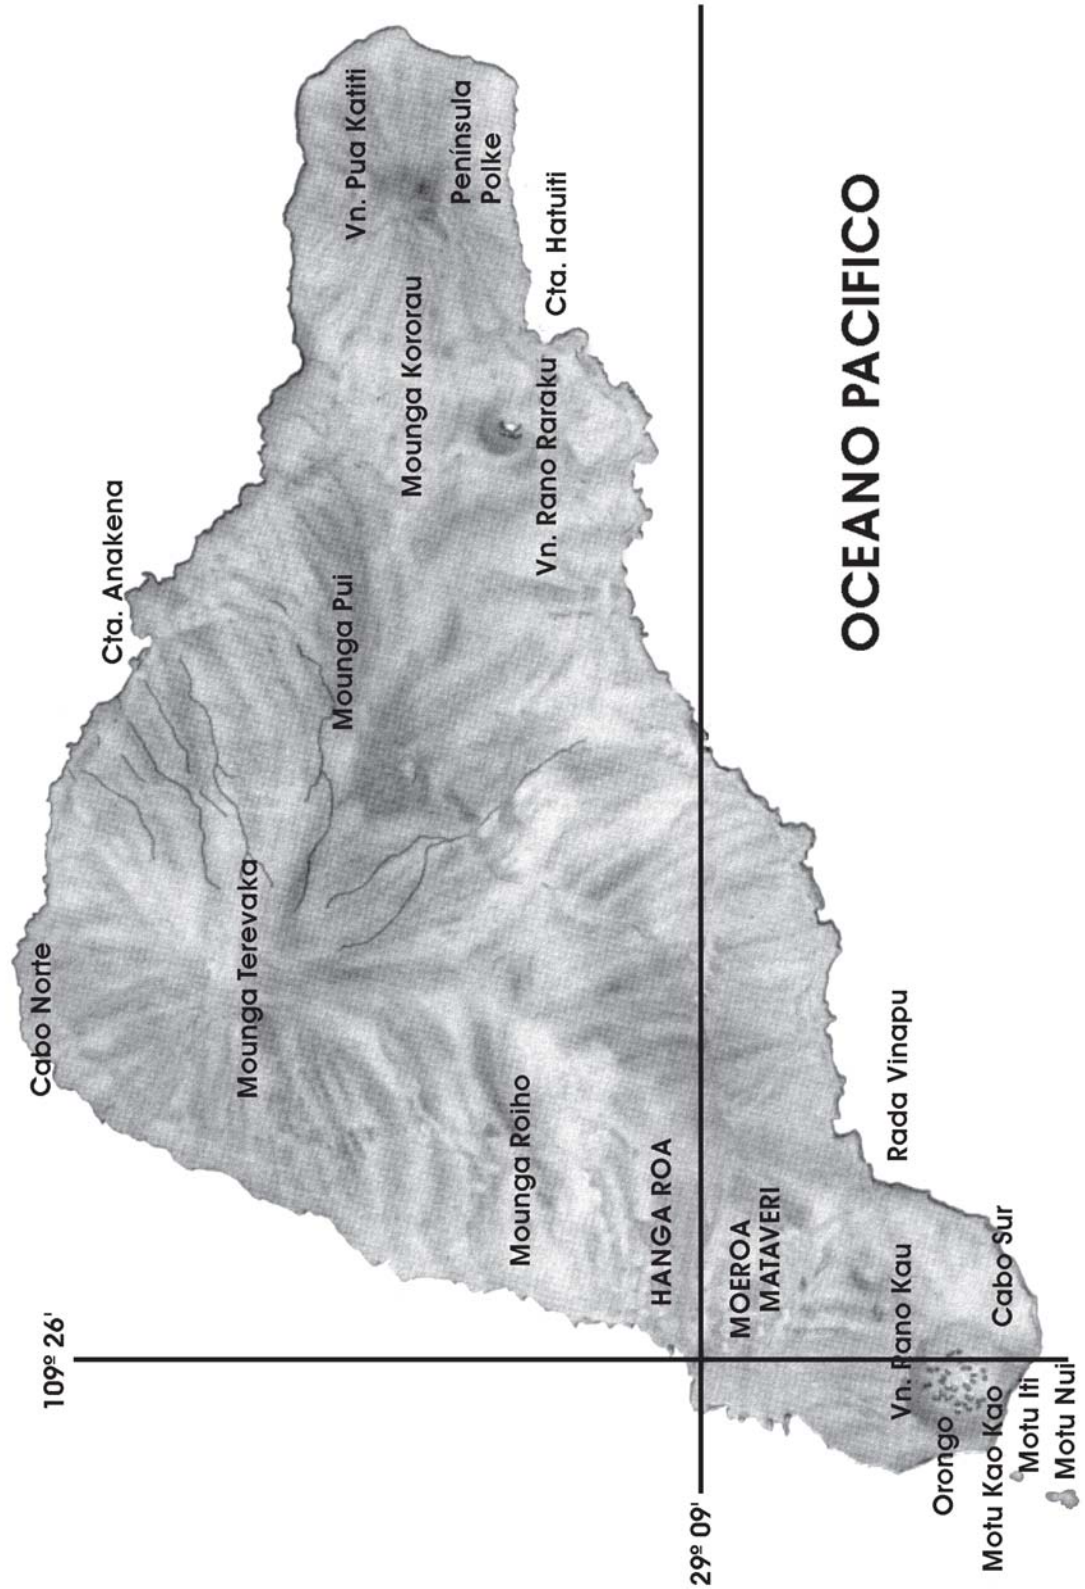 109º 26'
Cabo Norte
Cta. Anakena
Mounga Terevaka
Mounga Pui
Vn. Pua Katiti
Mounga Kororau
Península
Polke
Mounga Roiho
Vn. Rano Raraku
Cta. Hatuiti
HANGA ROA
29º 09'
MOEROA
MATAVERI
OCEANO PACIFICO
Vn. Rano Kau
Rada Vinapu
Orongo
Motu Kao Kao
Cabo Sur
Motu Iti
Motu Nui